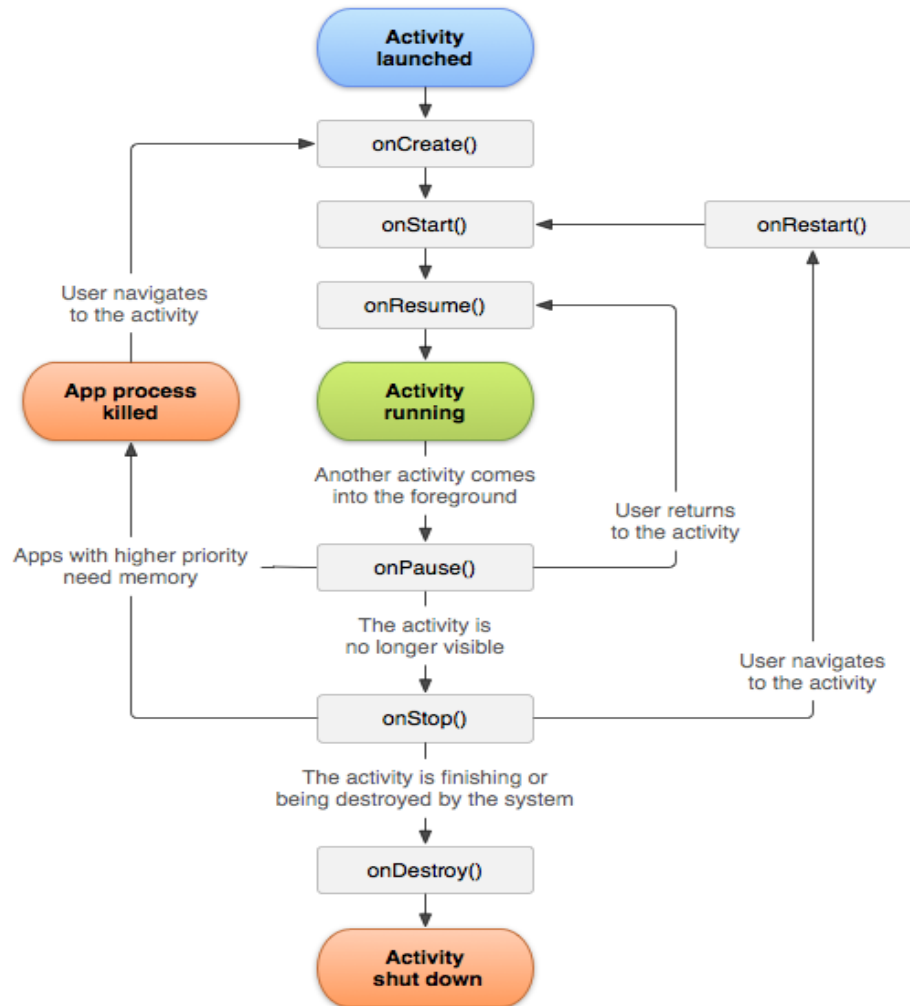 Activity
launched
onCreate()
onStart()
onRestart()
User navigates
to the activity
onResume()
App process
killed
Activity
running
Another activity comes
into the foreground
User returns
to the activity
Apps with higher priority
need memory
onPause()
The activity is
no longer visible
User navigates
to the activity
onStop()
The activity is finishing or
being destroyed by the system
onDestroy()
Activity
shut down